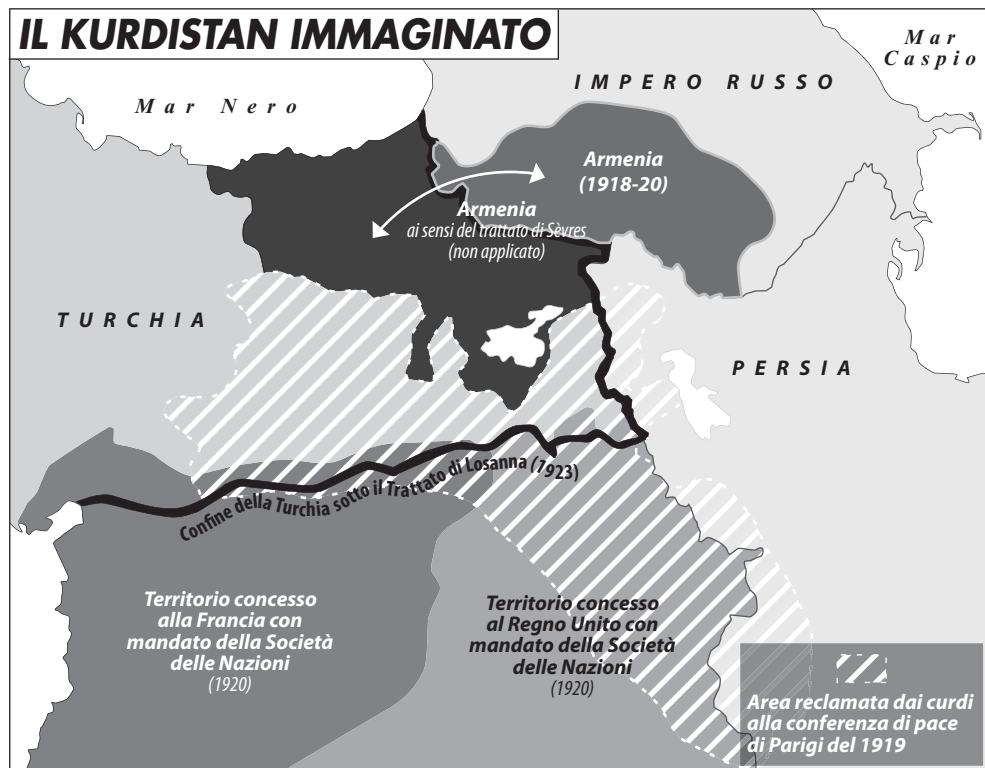 IL KURDISTAN IMMAGINATO
Mar
Caspio
IMPERO RUSSO
Mar Nero
Armenia
(1918-20)
Armenia
ai sensi del trattato di Sèvres
(non applicato)
TURCHIA
PERSIA
Confine della Turchia sotto il Trattato di Losanna (1923)
Territorio concesso
alla Francia con
mandato della Società
delle Nazioni
(1920)
Territorio concesso
al Regno Unito con
mandato della Società
delle Nazioni
(1920)
Area reclamata dai curdi
alla conferenza di pace
di Parigi del 1919